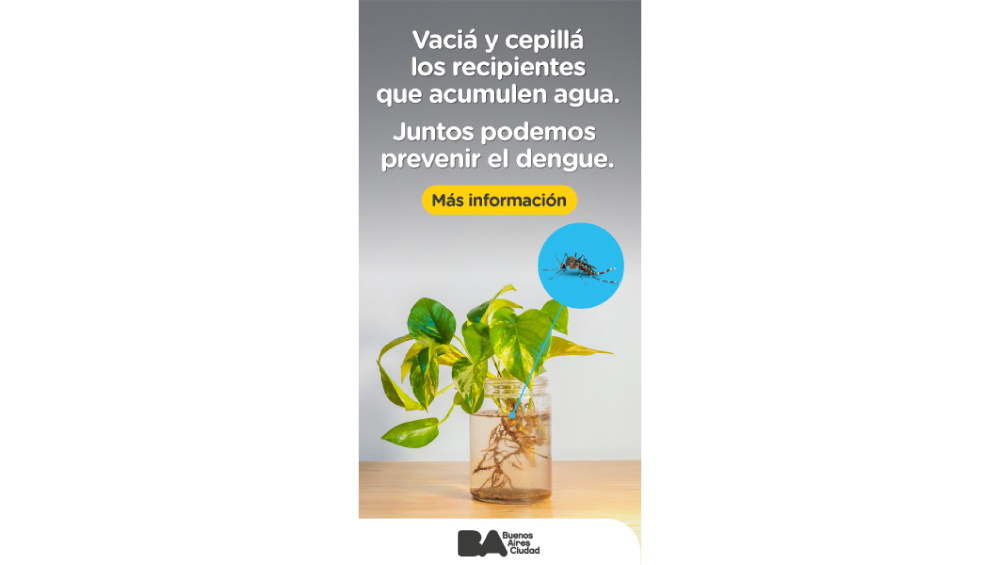 Vaciá y cepillá
los recipientes
que acumulen agua.
Juntos podemos
prevenir el dengue.
Más información
BA
Buenos
Aires
Ciudad